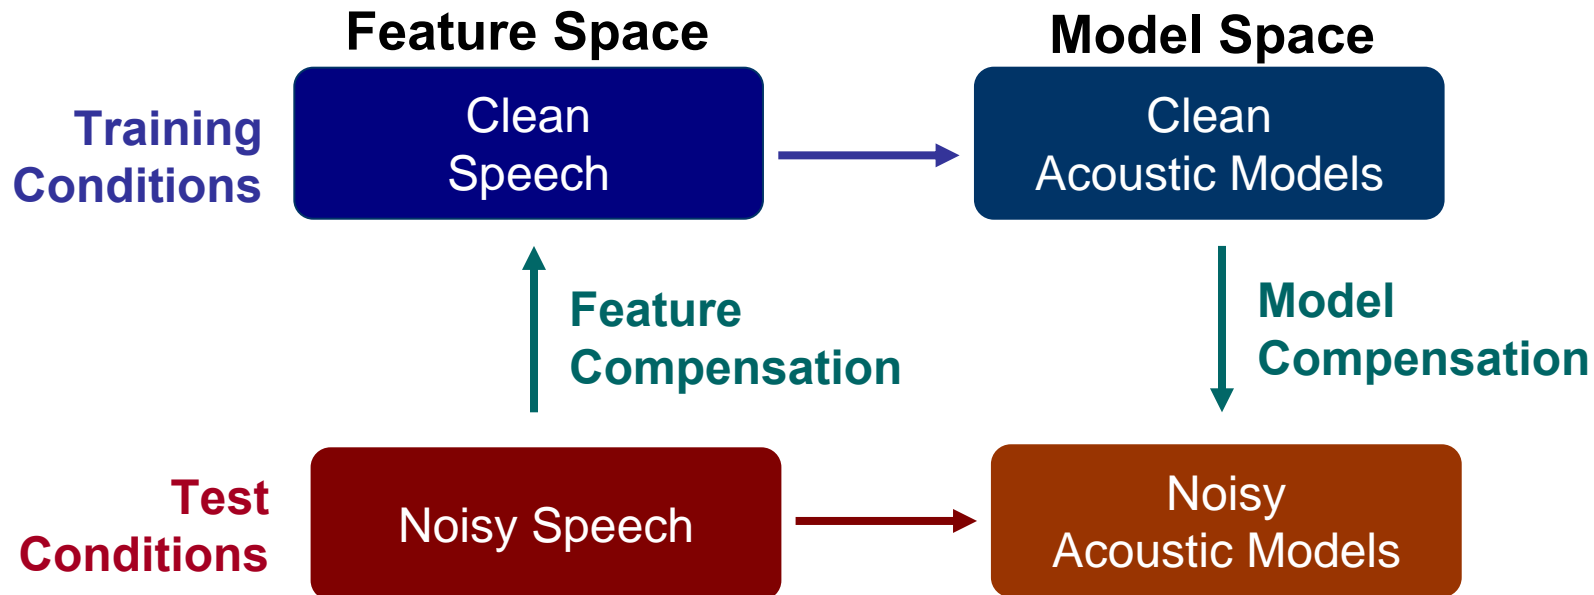 Feature Space
Model Space
Training
Conditions
Clean
Speech
Clean
Acoustic Models
Feature
Compensation
Model
Compensation
Test
Conditions
Noisy Speech
Noisy
Acoustic Models